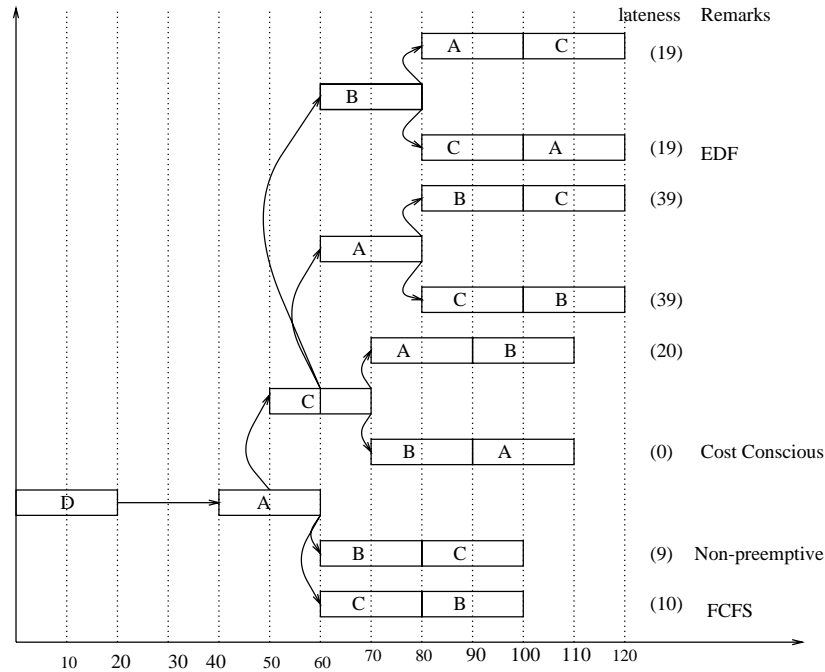 lateness Remarks
A C (19)
B
C A (19) EDF
B C (39)
A
C B (39)
A B (20)
C
B A (0) Cost Conscious
D A
B C (9) Non-preemptive
C B (10) FCFS
10 20 30 40 50 60 70 80 90 100 110 120